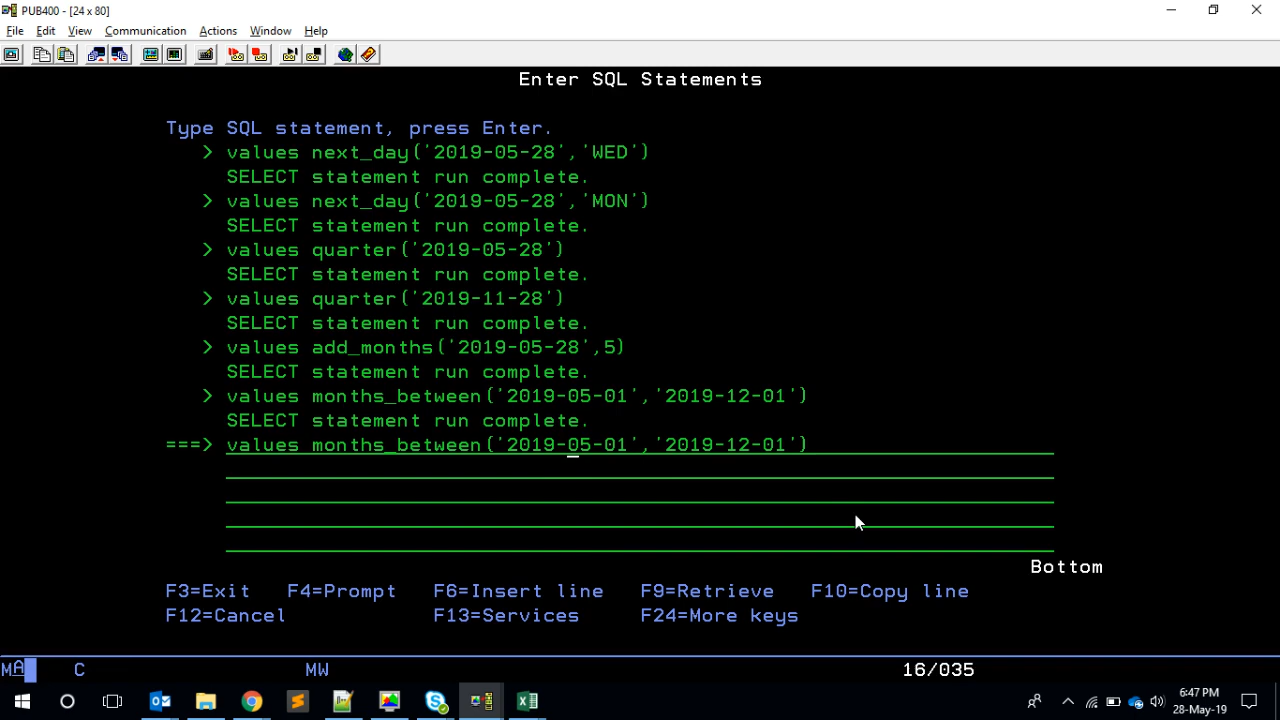 PUB400 - [24 x 80]
File Edit View Communication Actions Window Help
Enter SQL Statements
Type SQL statement, press Enter.
> values next_day('2019-05-28','WED')
SELECT statement run complete.
> values next_day('2019-05-28','MON')
SELECT statement run complete.
> values quarter('2019-05-28')
SELECT statement run complete.
> values quarter('2019-11-28')
SELECT statement run complete.
> values add_months('2019-05-28',5)
SELECT statement run complete.
> values months_between('2019-05-01','2019-12-01')
SELECT statement run complete.
===> values months_between('2019-05-01','2019-12-01')
Bottom
F3=Exit F4=Prompt F6=Insert line F9=Retrieve F10=Copy line
F12=Cancel F13=Services F24=More keys
MA C MW 16/035
6:47 PM
28-May-19